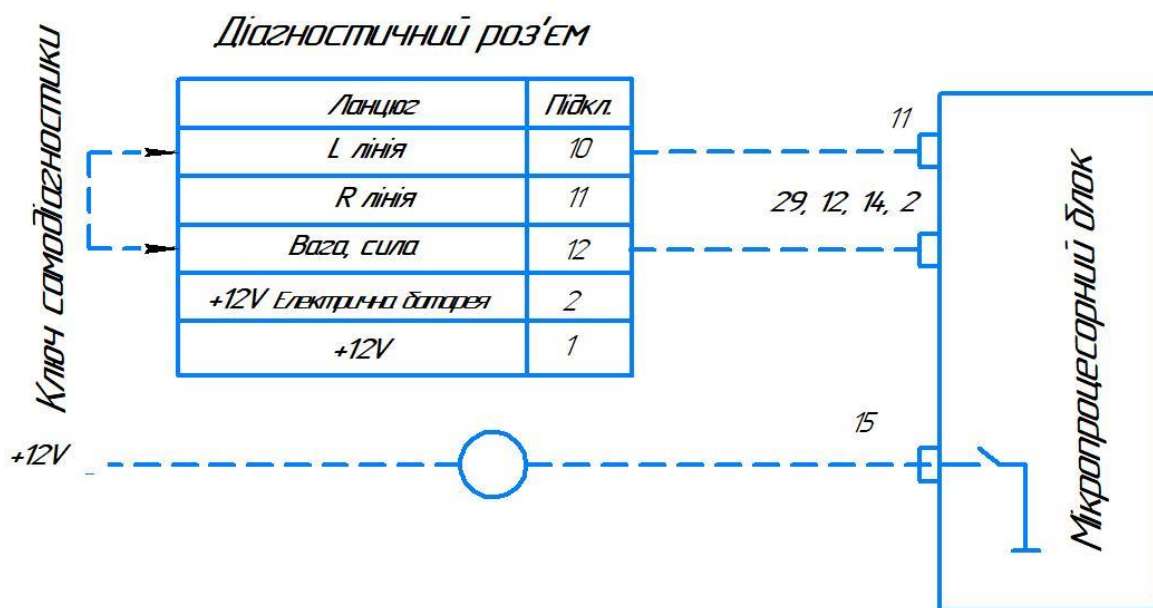 Діагностичний роз'єм
Ключ самодіагностики
Ланцюг Підкл.
L лінія 10
R лінія 11
Вага, сила 12
+12V Електрична батарея 2
+12V 1
11
29, 12, 14, 2
15
+12V
Мікропроцесорний блок